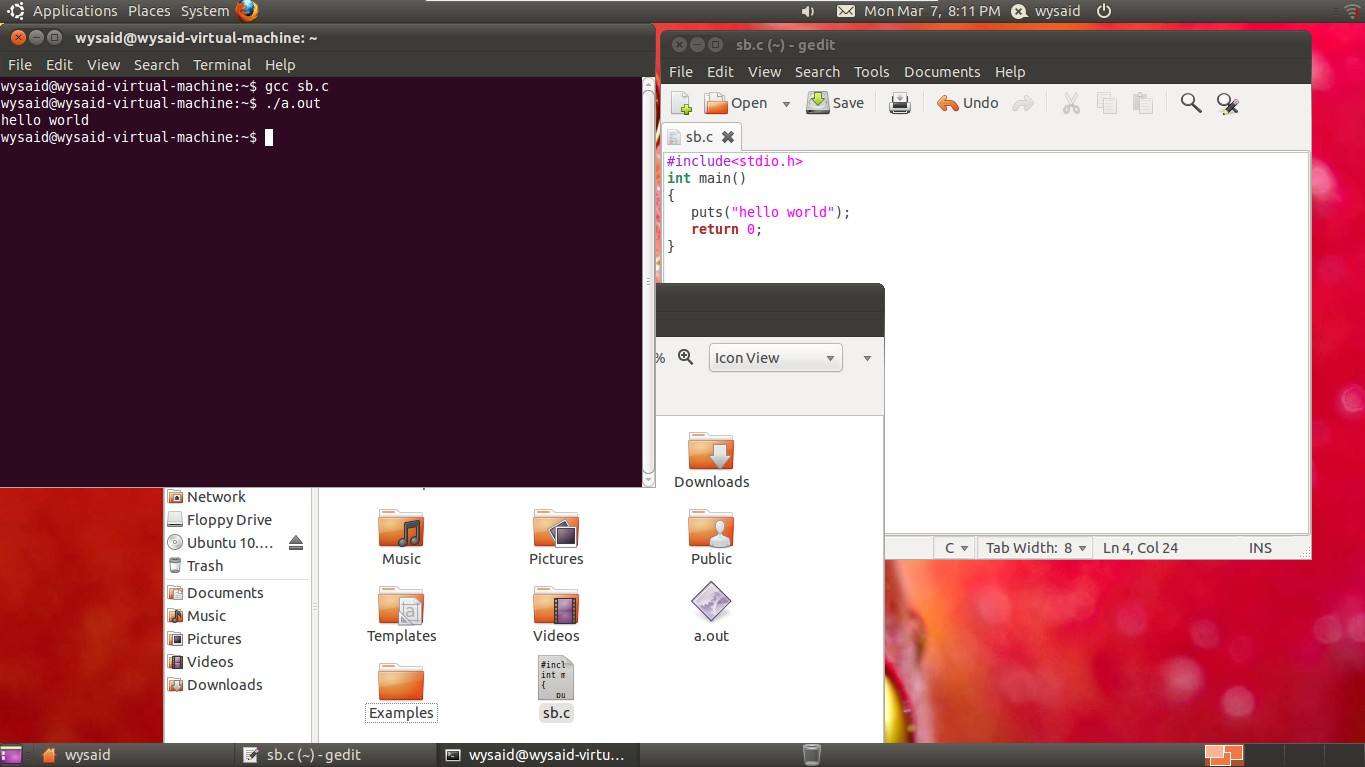 Applications Places System
Mon Mar 7, 8:11 PM wysaid
wysaid@wysaid-virtual-machine: ~
File Edit View Search Terminal Help
wysaid@wysaid-virtual-machine:~$ gcc sb.c
wysaid@wysaid-virtual-machine:~$ ./a.out
hello world
wysaid@wysaid-virtual-machine:~$
sb.c (~) - gedit
File Edit View Search Tools Documents Help
Open Save Undo
sb.c
#include<stdio.h>
int main()
{
puts("hello world");
return 0;
}
C Tab Width: 8 Ln 4, Col 24 INS
% Icon View
Network
Floppy Drive
Ubuntu 10....
Trash
Documents
Music
Pictures
Videos
Downloads
Downloads
Music Pictures Public
Templates Videos a.out
#incl
int m
{
pu
Examples sb.c
wysaid sb.c (~) - gedit wysaid@wysaid-virtu...